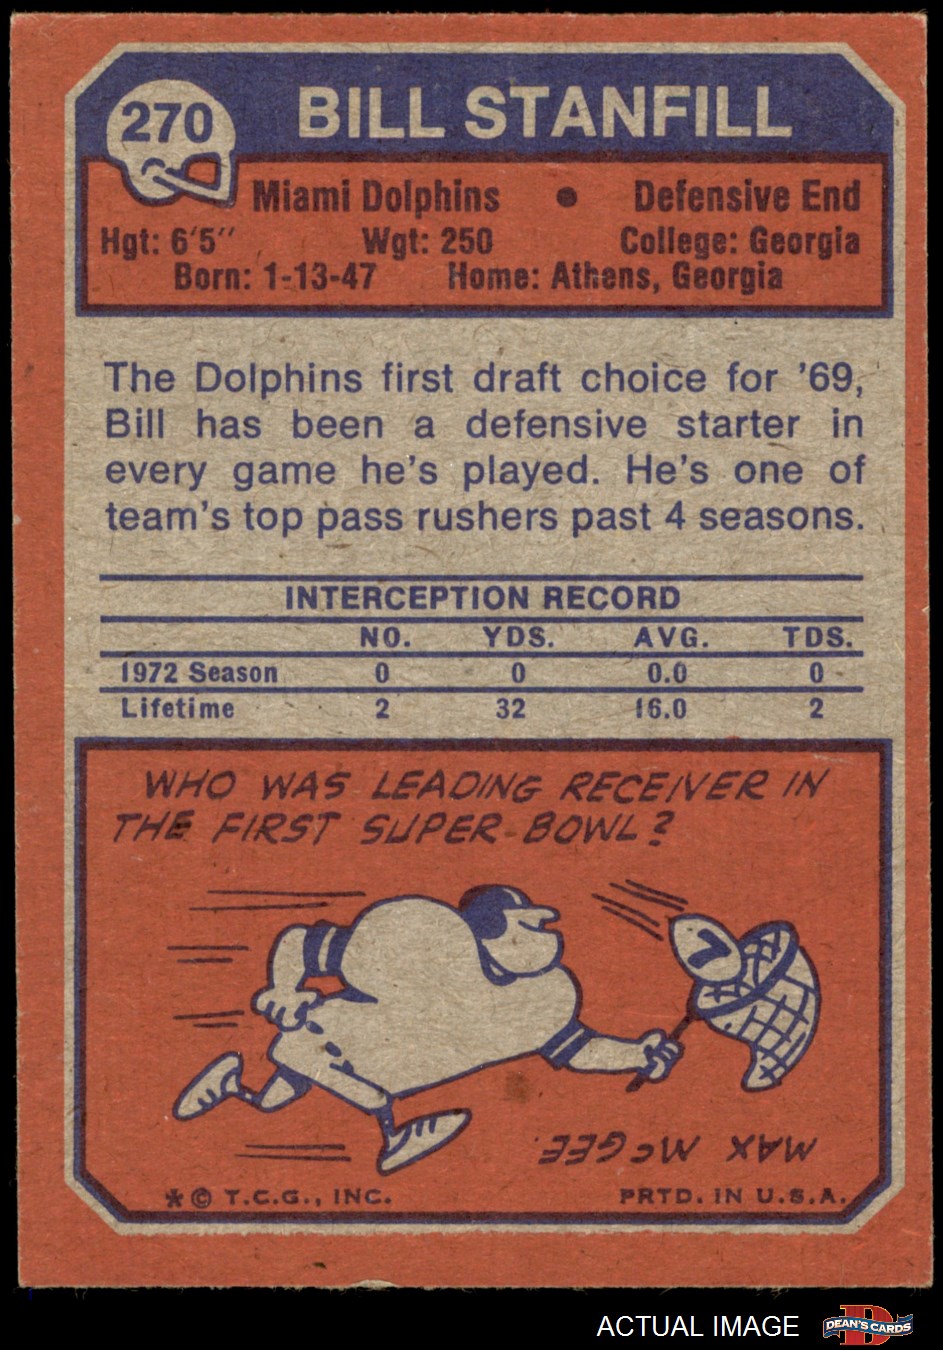 270
BILL STANFILL
Miami Dolphins • Defensive End
Hgt: 6'5" Wgt: 250 College: Georgia
Born: 1-13-47 Home: Athens, Georgia
The Dolphins first draft choice for '69,
Bill has been a defensive starter in
every game he's played. He's one of
team's top pass rushers past 4 seasons.
INTERCEPTION RECORD
NO. YDS. AVG. TDS.
1972 Season 0 0 0.0 0
Lifetime 2 32 16.0 2
WHO WAS LEADING RECEIVER IN
THE FIRST SUPER BOWL?
7
MAX McGEE.
* © T.C.G., INC. PRTD. IN U.S.A.
ACTUAL IMAGE
D
DEAN'S CARDS